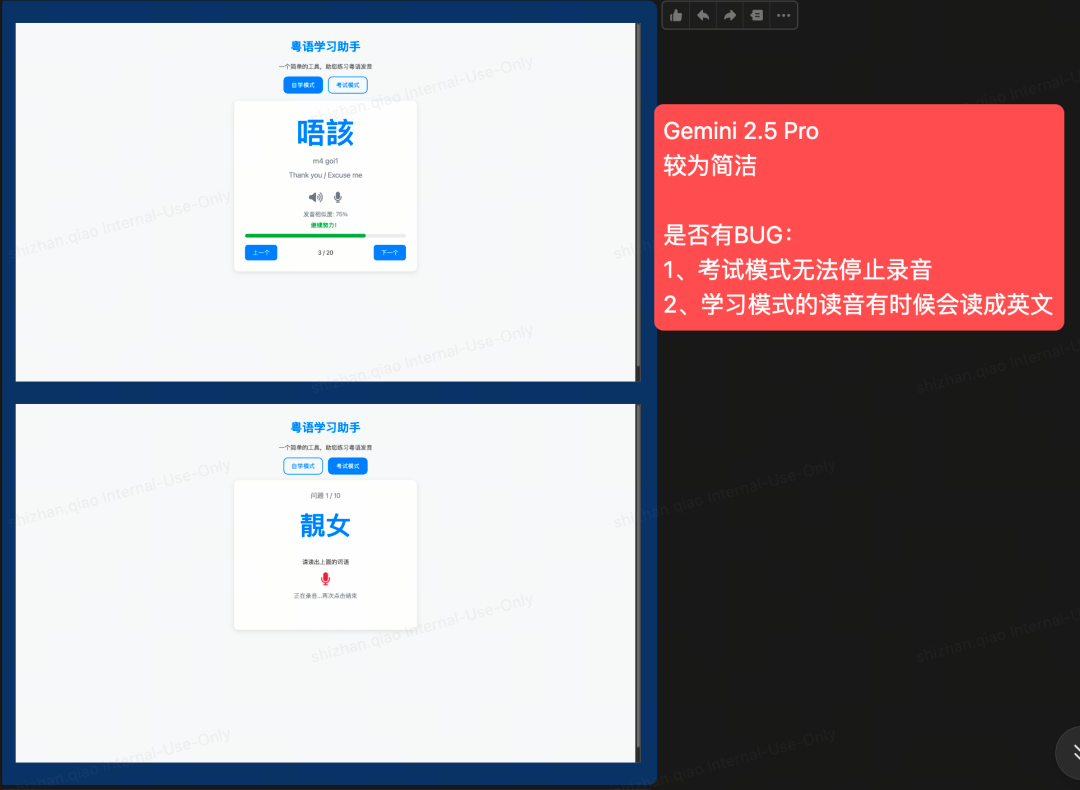 粤语学习助手
一个简单的工具，助您练习粤语发音
自学模式 考试模式
唔該
m4 goi1
Thank you / Excuse me
发音相似度: 75%
继续努力!
上一个 3 / 20 下一个
粤语学习助手
一个简单的工具，助您练习粤语发音
自学模式 考试模式
问题 1 / 10
靚女
请读出上面的词语
正在录音...再次点击结束
Gemini 2.5 Pro
较为简洁
是否有BUG：
1、考试模式无法停止录音
2、学习模式的读音有时候会读成英文
shizhan.qiao Internal-Use-Only